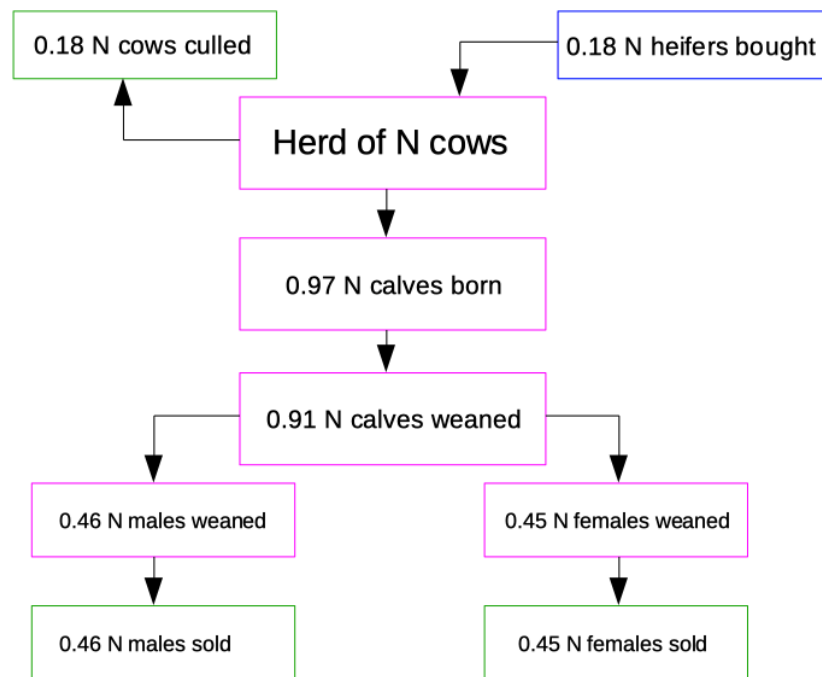 0.18 N cows culled
0.18 N heifers bought
Herd of N cows
0.97 N calves born
0.91 N calves weaned
0.46 N males weaned
0.45 N females weaned
0.46 N males sold
0.45 N females sold